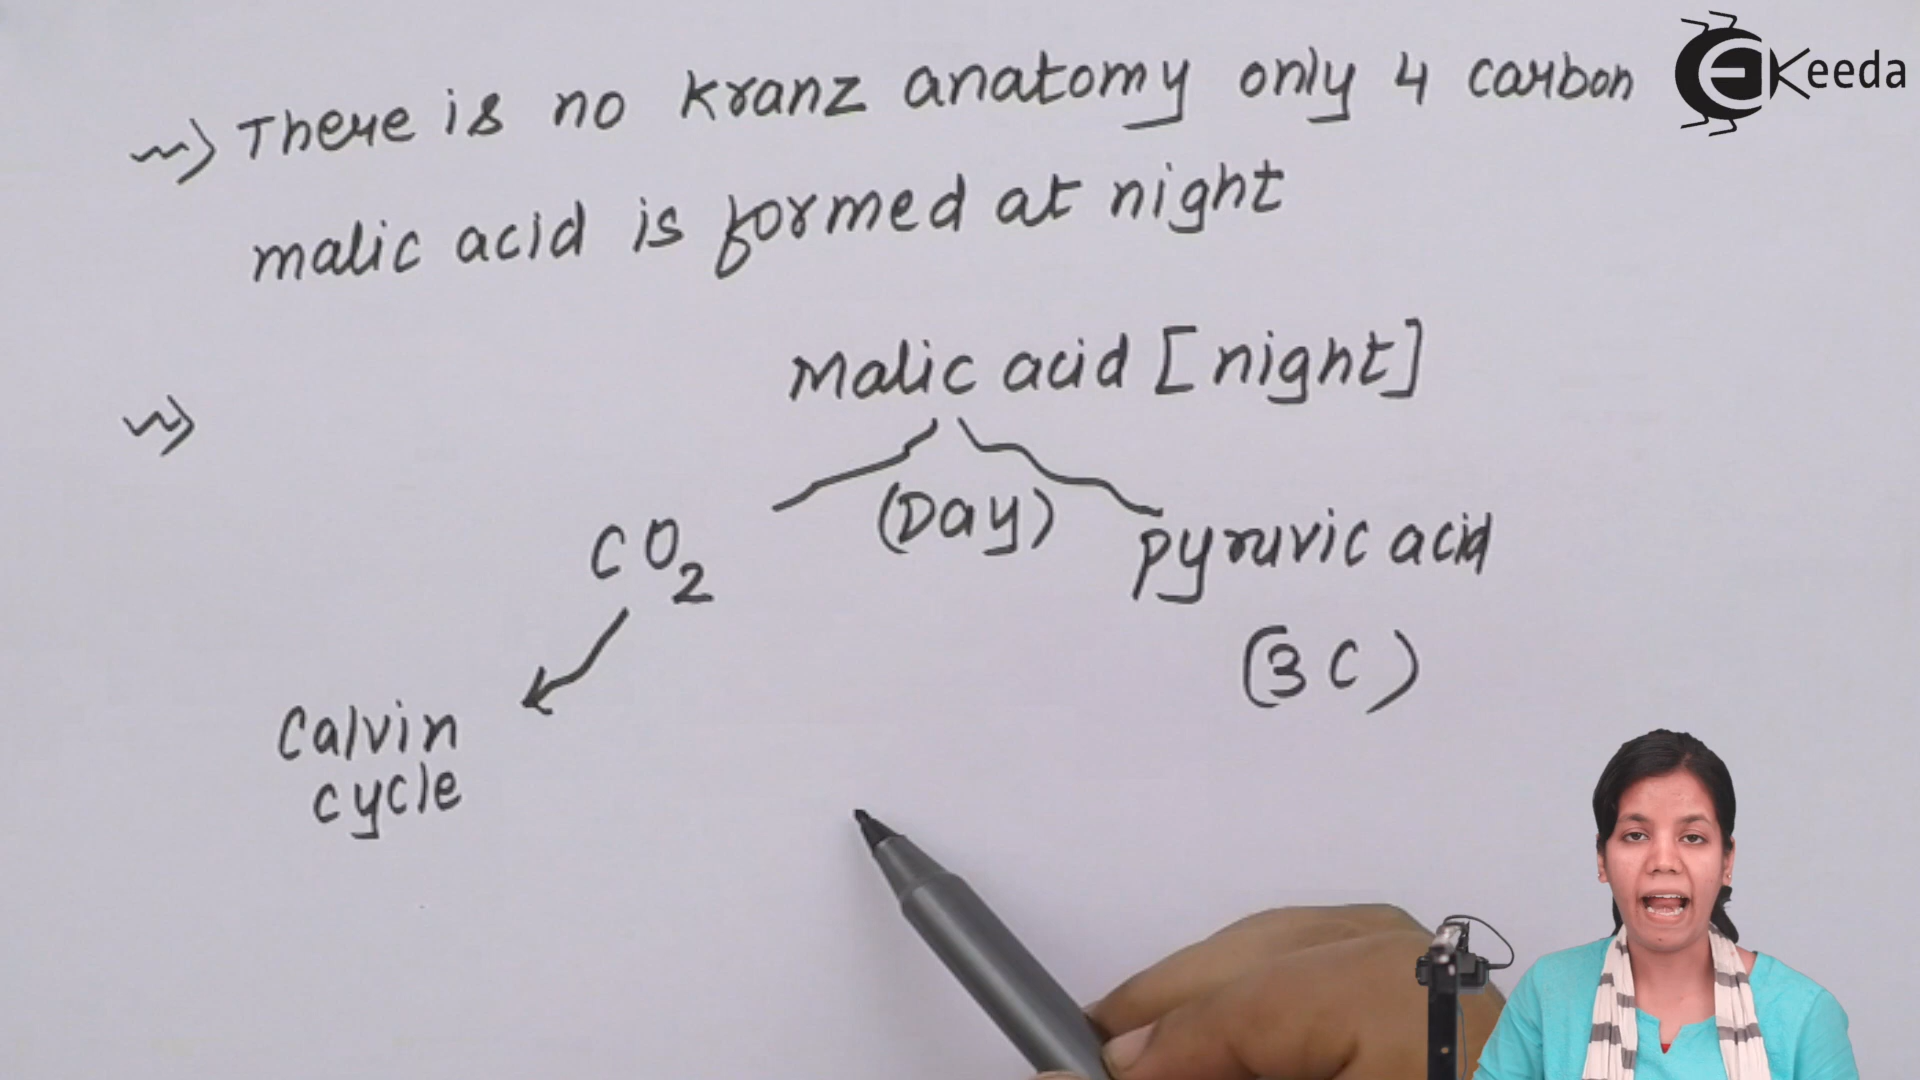 There is no kranz anatomy only 4 carbon
malic acid is formed at night
Malic acid [night]
(Day)
CO2
pyruvic acid
(3C)
Calvin
cycle
EKeeda